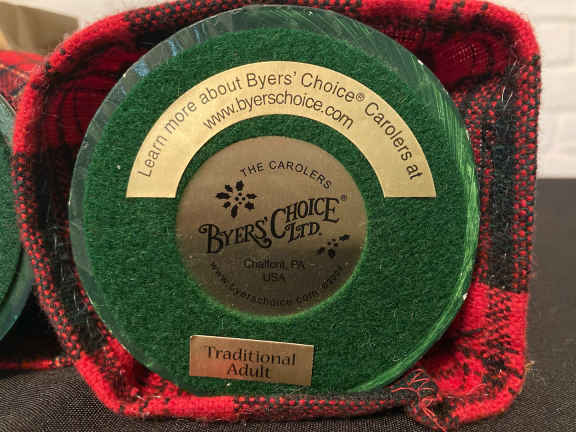 Learn more about Byers' Choice® Carolers at
www.byerschoice.com
THE CAROLERS
BYERS' CHOICE®
LTD.
Chalfont, PA
USA
www.byerschoice.com
Traditional
Adult